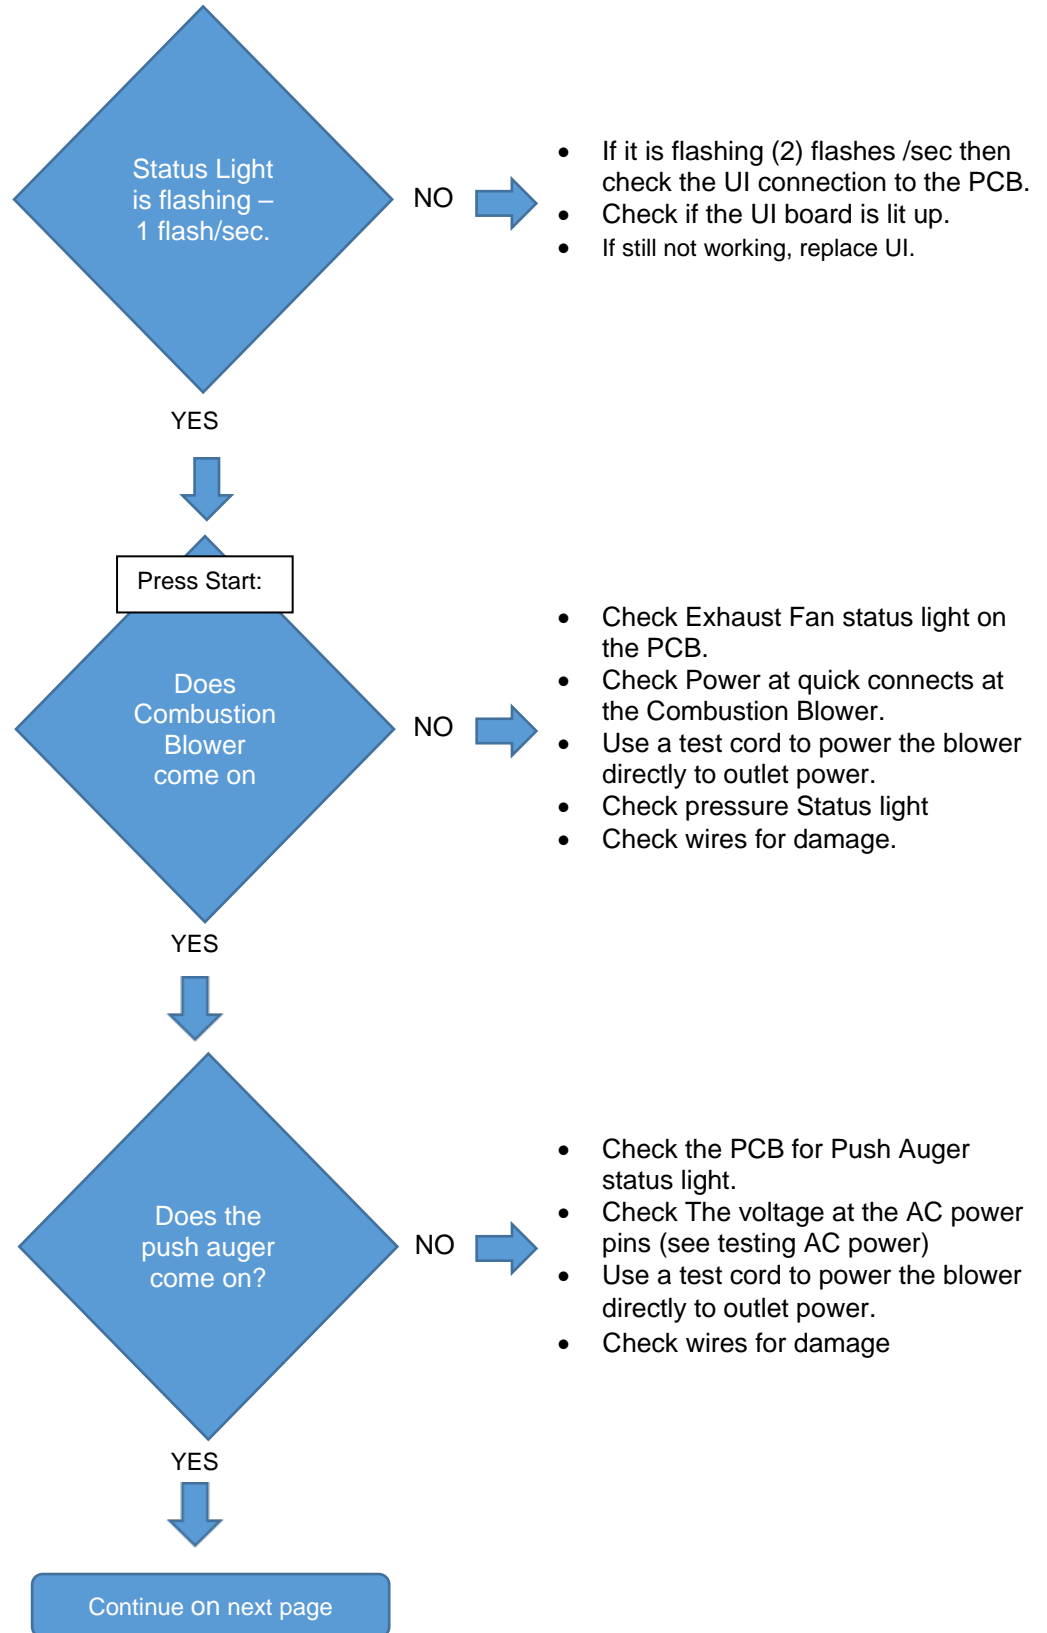 Status Light
is flashing –
1 flash/sec.
NO
• If it is flashing (2) flashes /sec then
check the UI connection to the PCB.
• Check if the UI board is lit up.
• If still not working, replace UI.
YES
Press Start:
Does
Combustion
Blower
come on
NO
• Check Exhaust Fan status light on
the PCB.
• Check Power at quick connects at
the Combustion Blower.
• Use a test cord to power the blower
directly to outlet power.
• Check pressure Status light
• Check wires for damage.
YES
Does the
push auger
come on?
NO
• Check the PCB for Push Auger
status light.
• Check The voltage at the AC power
pins (see testing AC power)
• Use a test cord to power the blower
directly to outlet power.
• Check wires for damage
YES
Continue on next page